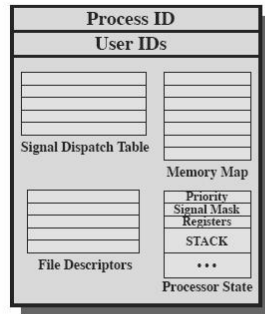 Process ID
User IDs
Signal Dispatch Table
Memory Map
File Descriptors
Priority
Signal Mask
Registers
STACK
•••
Processor State